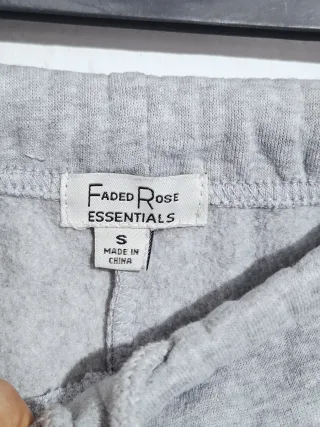 FADED ROSE
ESSENTIALS
S
MADE IN
CHINA